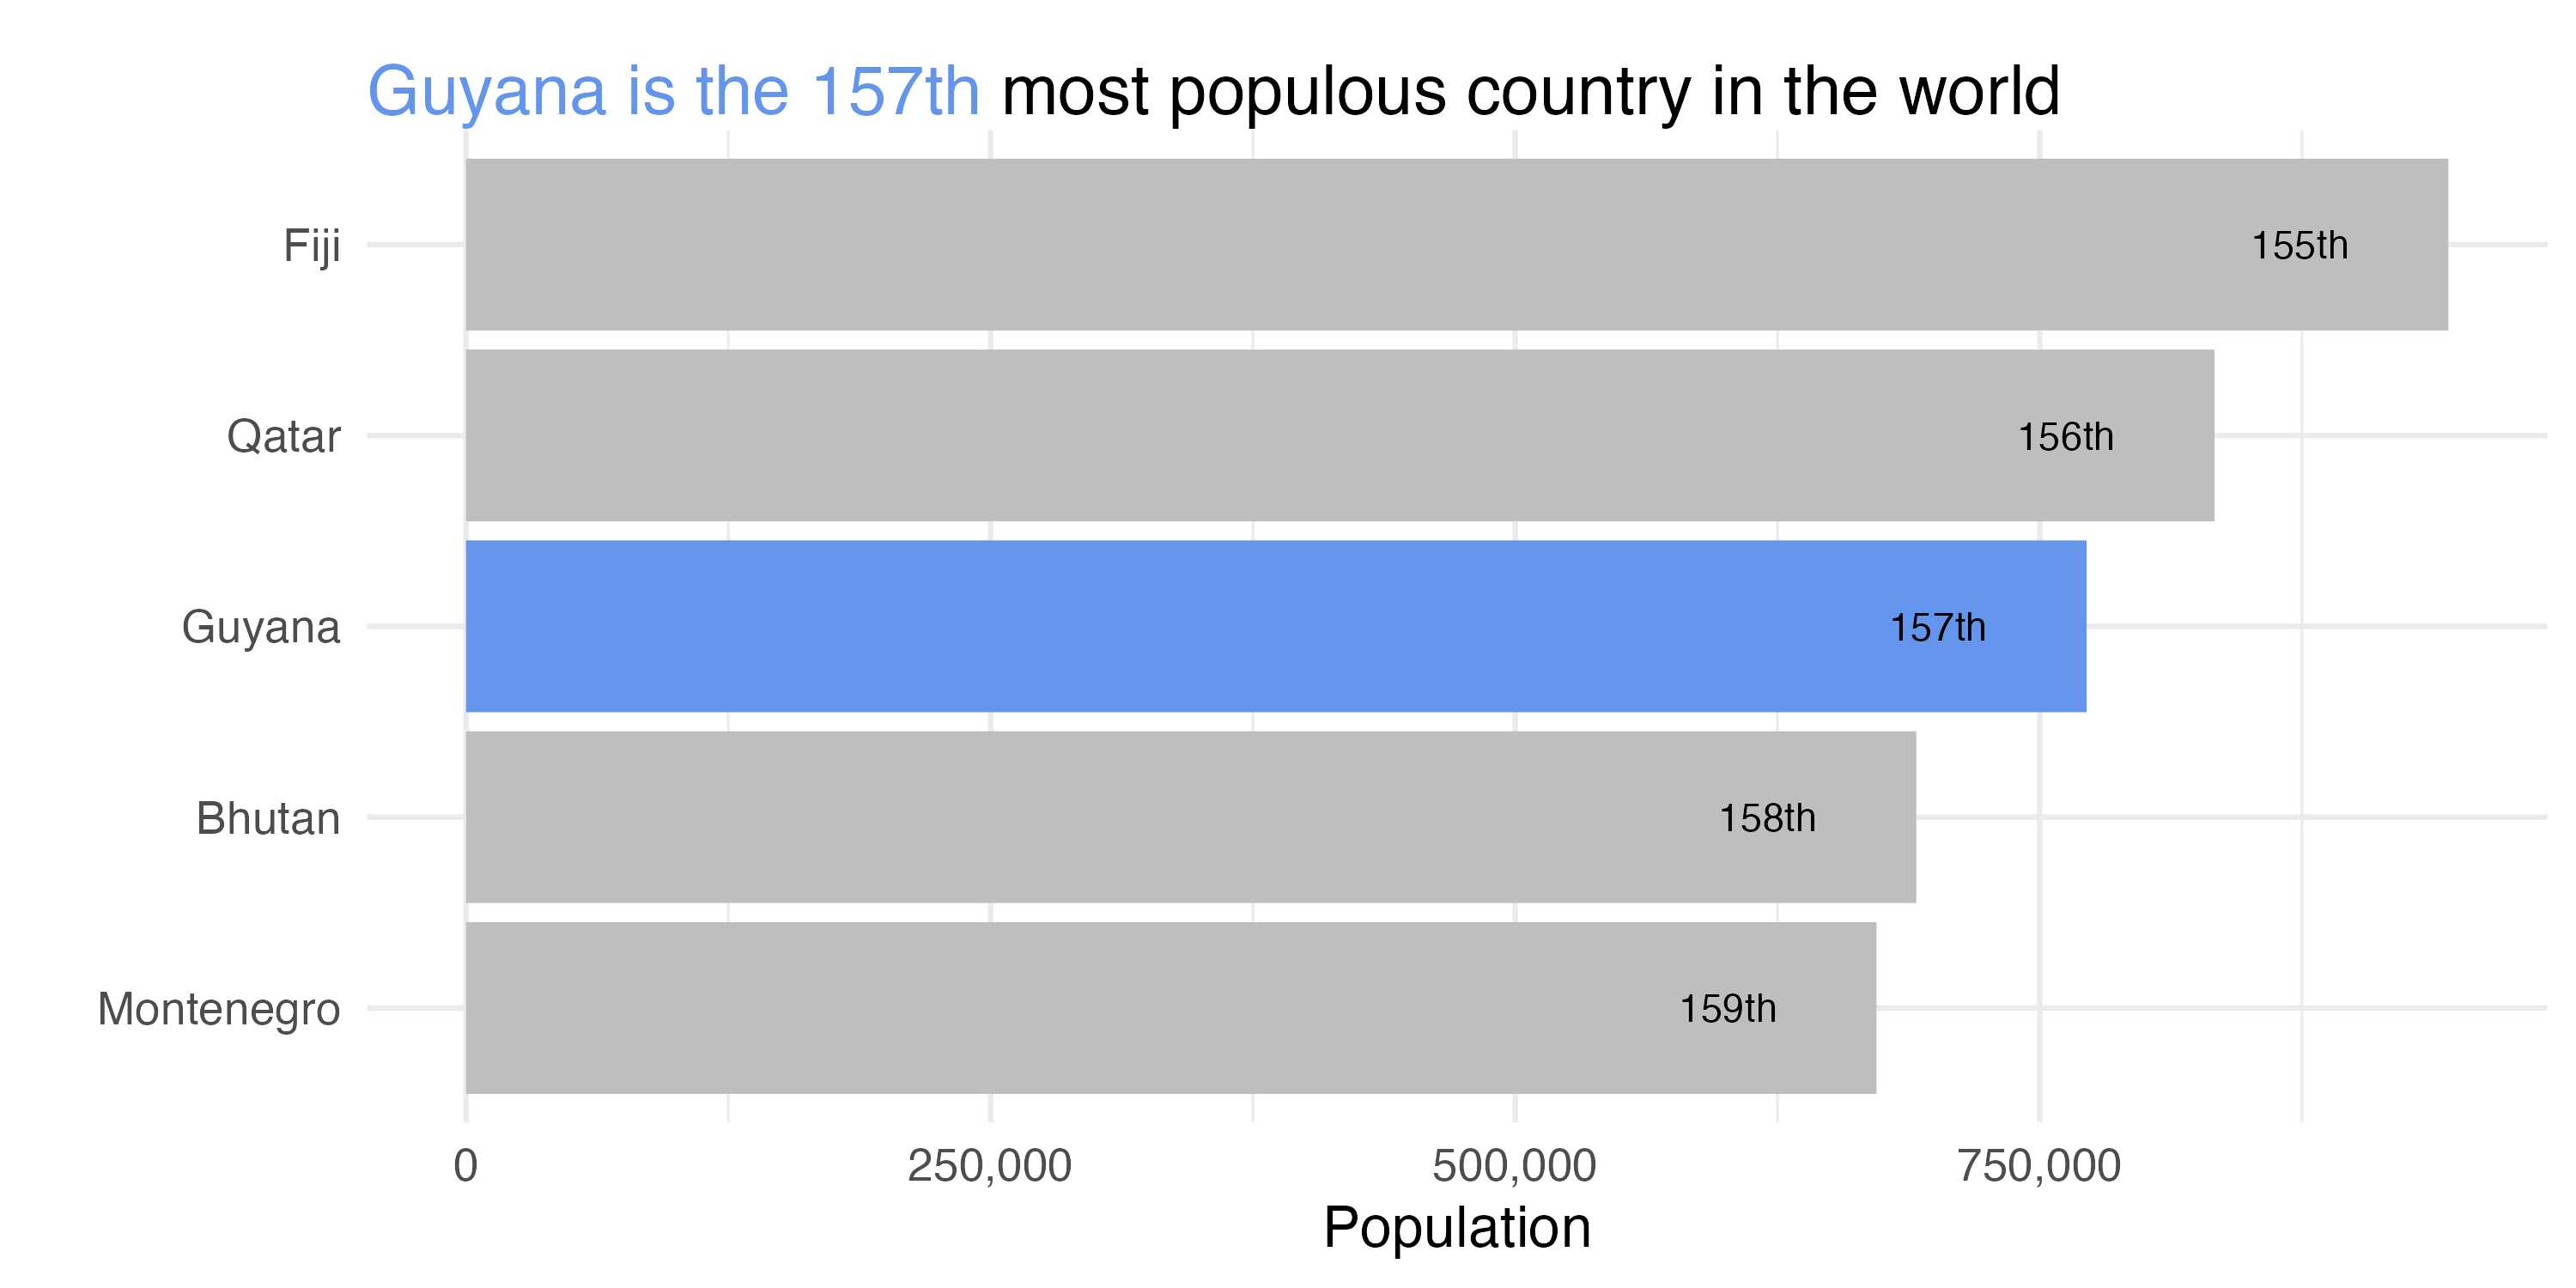 Guyana is the 157th most populous country in the world
Fiji
155th
Qatar
156th
Guyana
157th
Bhutan
158th
Montenegro
159th
0 250,000 500,000 750,000
Population